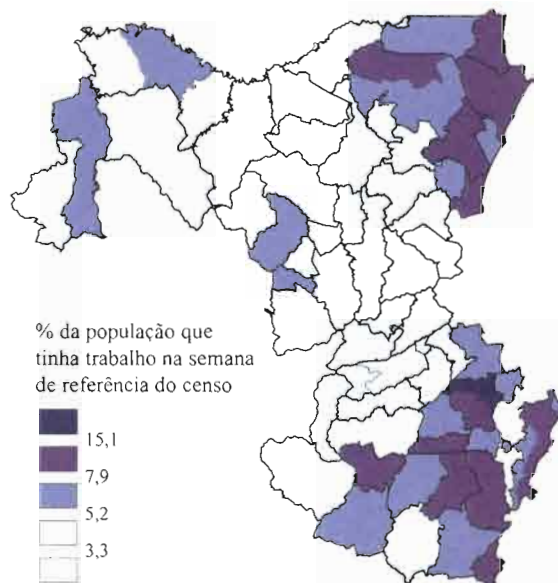 % da população que
tinha trabalho na semana
de referência do censo
15,1
7,9
5,2
3,3